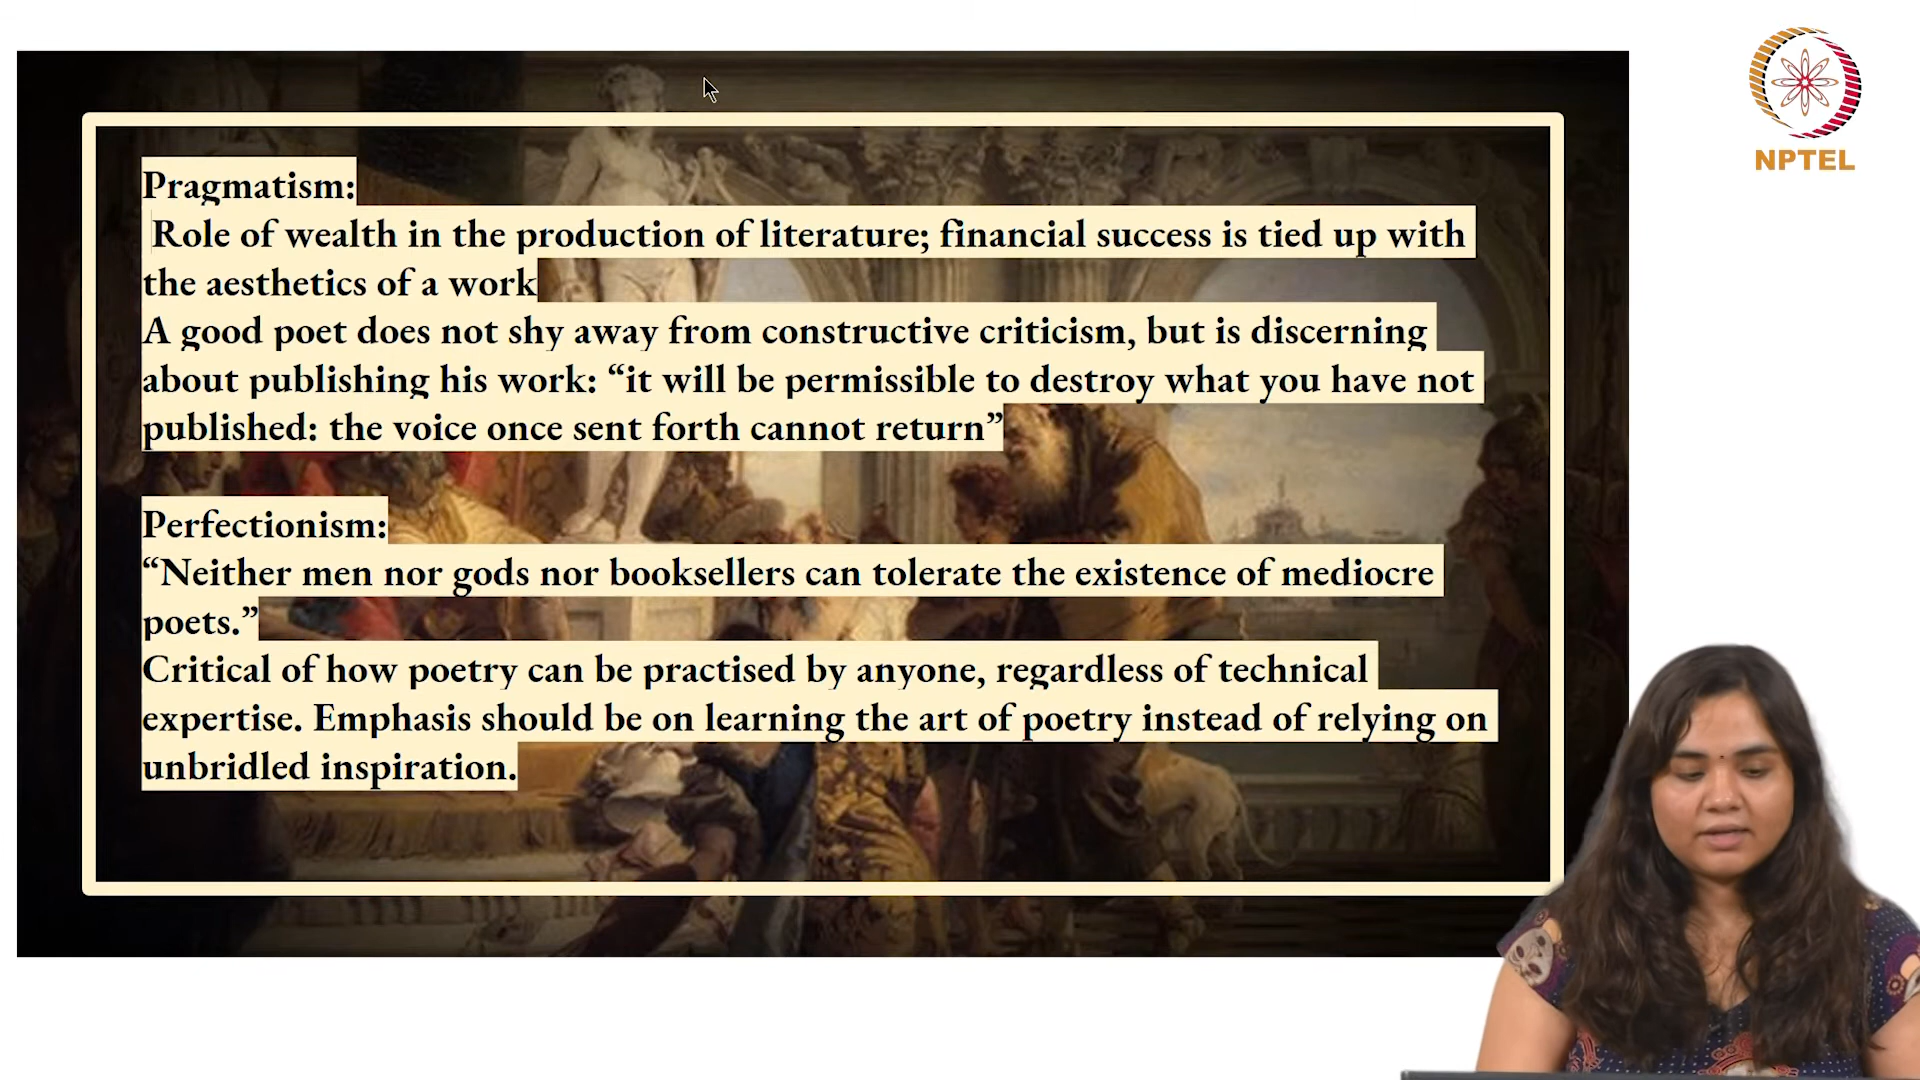 NPTEL
Pragmatism:
Role of wealth in the production of literature; financial success is tied up with
the aesthetics of a work
A good poet does not shy away from constructive criticism, but is discerning
about publishing his work: “it will be permissible to destroy what you have not
published: the voice once sent forth cannot return”
Perfectionism:
“Neither men nor gods nor booksellers can tolerate the existence of mediocre
poets.”
Critical of how poetry can be practised by anyone, regardless of technical
expertise. Emphasis should be on learning the art of poetry instead of relying on
unbridled inspiration.